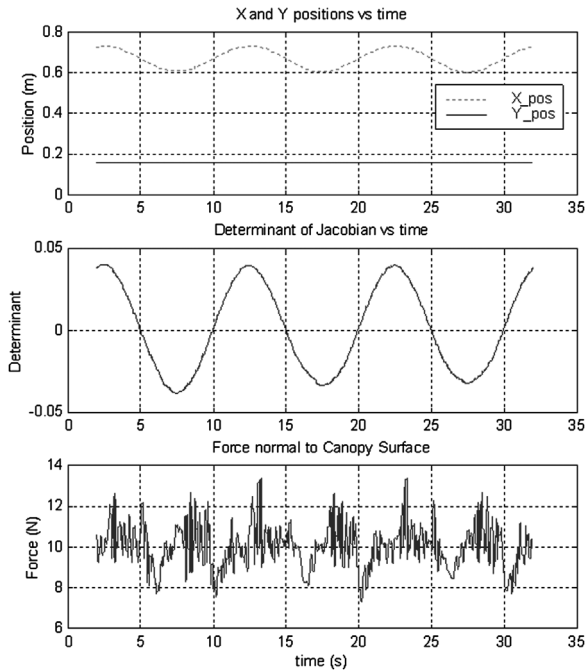 X and Y positions vs time
0.8
0.6
0.4
0.2
0
Position (m)
X_pos
Y_pos
0 5 10 15 20 25 30 35
Determinant of Jacobian vs time
0.05
0
-0.05
Determinant
0 5 10 15 20 25 30 35
Force normal to Canopy Surface
14
12
10
8
6
Force (N)
0 5 10 15 20 25 30 35
time (s)